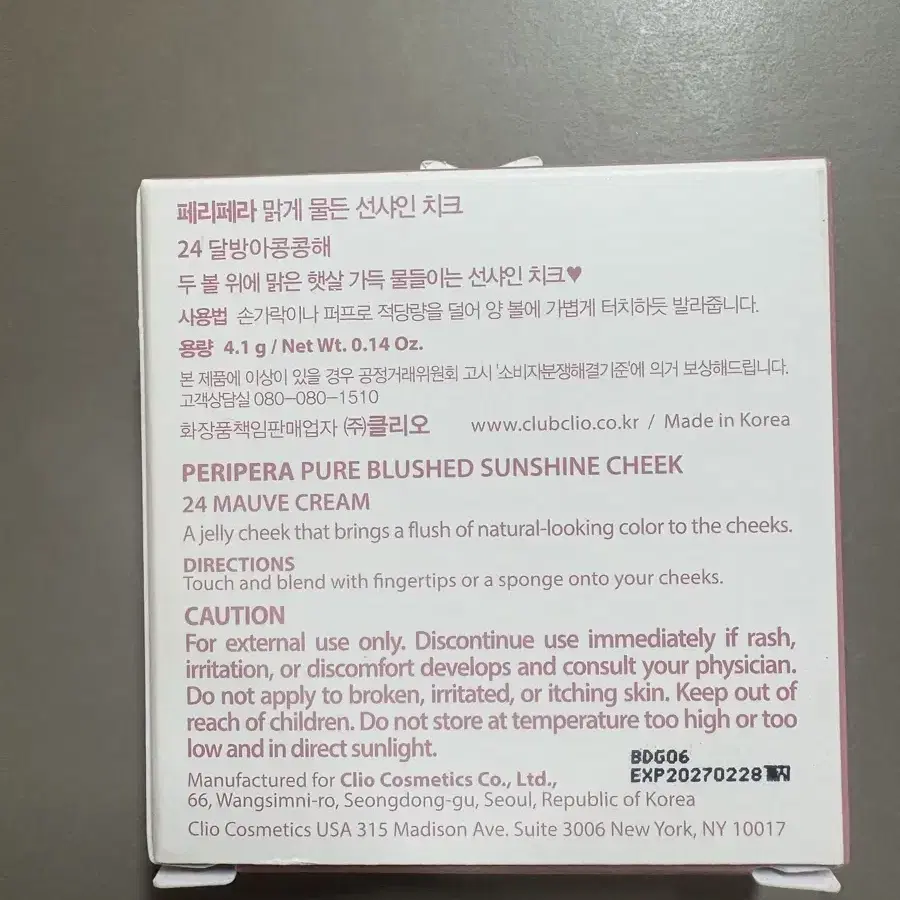 페리페라 맑게 물든 선샤인 치크
24 달방아콩콩해
두 볼 위에 맑은 햇살 가득 물들이는 선샤인 치크♥
사용법 손가락이나 퍼프로 적당량을 덜어 양 볼에 가볍게 터치하듯 발라줍니다.
용량 4.1 g / Net Wt. 0.14 Oz.
본 제품에 이상이 있을 경우 공정거래위원회 고시 '소비자분쟁해결기준'에 의거 보상해드립니다.
고객상담실 080-080-1510
화장품책임판매업자 ㈜클리오 www.clubclio.co.kr / Made in Korea
PERIPERA PURE BLUSHED SUNSHINE CHEEK
24 MAUVE CREAM
A jelly cheek that brings a flush of natural-looking color to the cheeks.
DIRECTIONS
Touch and blend with fingertips or a sponge onto your cheeks.
CAUTION
For external use only. Discontinue use immediately if rash,
irritation, or discomfort develops and consult your physician.
Do not apply to broken, irritated, or itching skin. Keep out of
reach of children. Do not store at temperature too high or too
low and in direct sunlight.
BDG06
EXP20270228까지
Manufactured for Clio Cosmetics Co., Ltd.,
66, Wangsimni-ro, Seongdong-gu, Seoul, Republic of Korea
Clio Cosmetics USA 315 Madison Ave. Suite 3006 New York, NY 10017